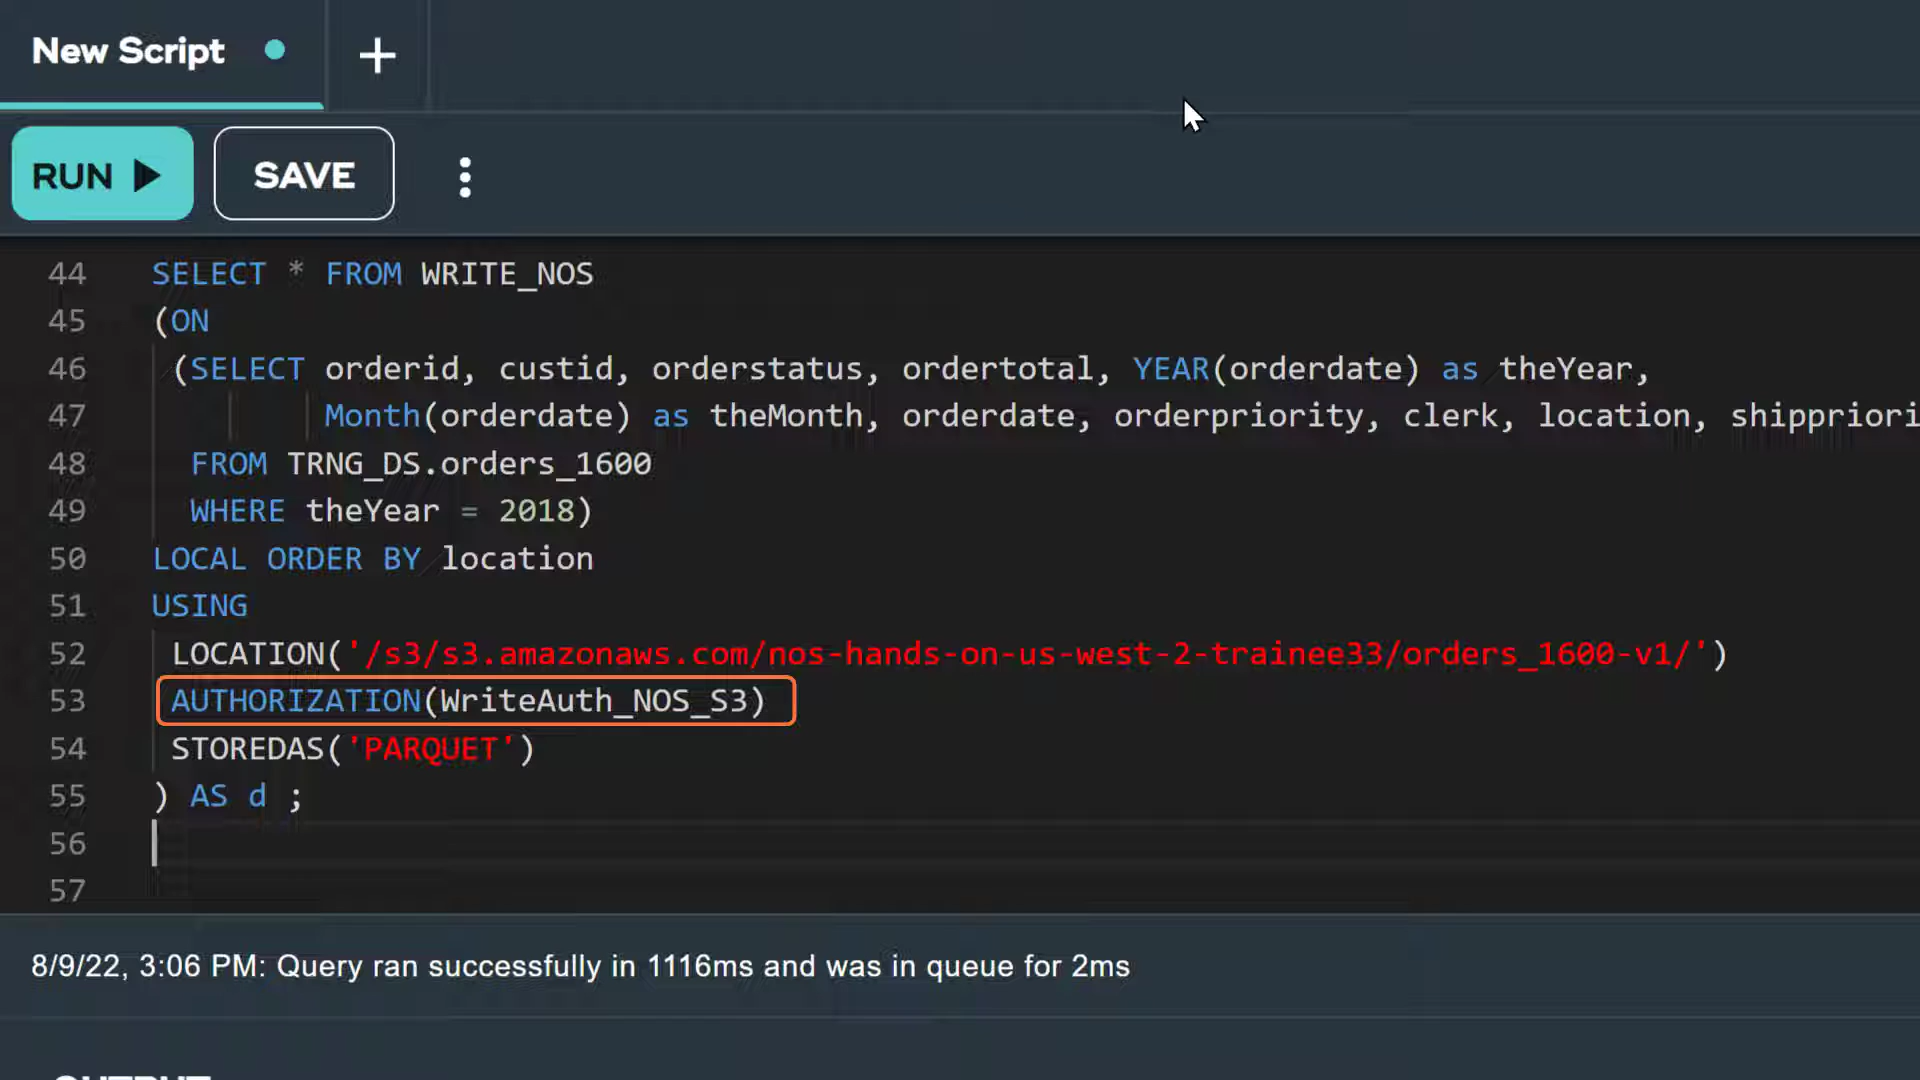 New Script
RUN SAVE
44 SELECT * FROM WRITE_NOS
45 (ON
46 (SELECT orderid, custid, orderstatus, ordertotal, YEAR(orderdate) as theYear,
47 Month(orderdate) as theMonth, orderdate, orderpriority, clerk, location, shippriori
48 FROM TRNG_DS.orders_1600
49 WHERE theYear = 2018)
50 LOCAL ORDER BY location
51 USING
52 LOCATION('/s3/s3.amazonaws.com/nos-hands-on-us-west-2-trainee33/orders_1600-v1/')
53 AUTHORIZATION(WriteAuth_NOS_S3)
54 STOREDAS('PARQUET')
55 ) AS d ;
56
57
8/9/22, 3:06 PM: Query ran successfully in 1116ms and was in queue for 2ms